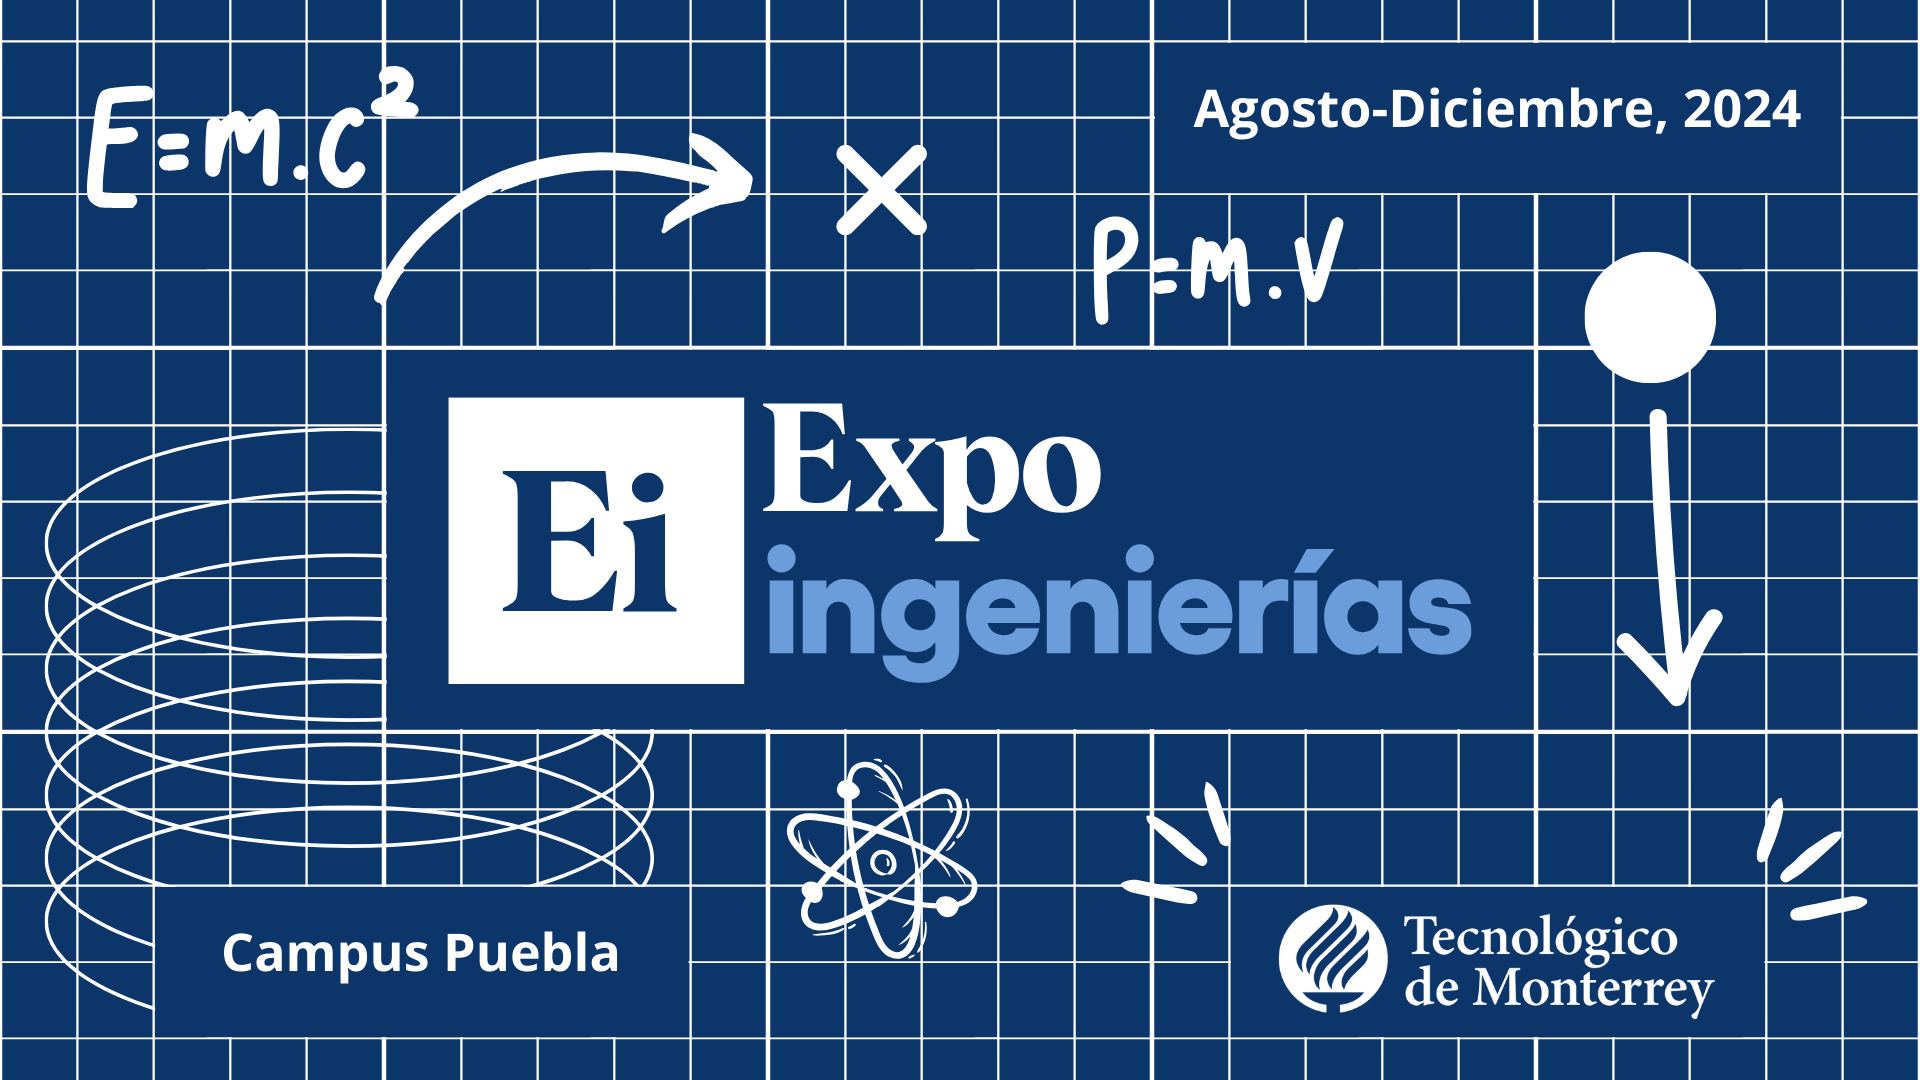 E=m.c²
Agosto-Diciembre, 2024
P=m.v
Ei
Expo
ingenierías
Campus Puebla
Tecnológico
de Monterrey